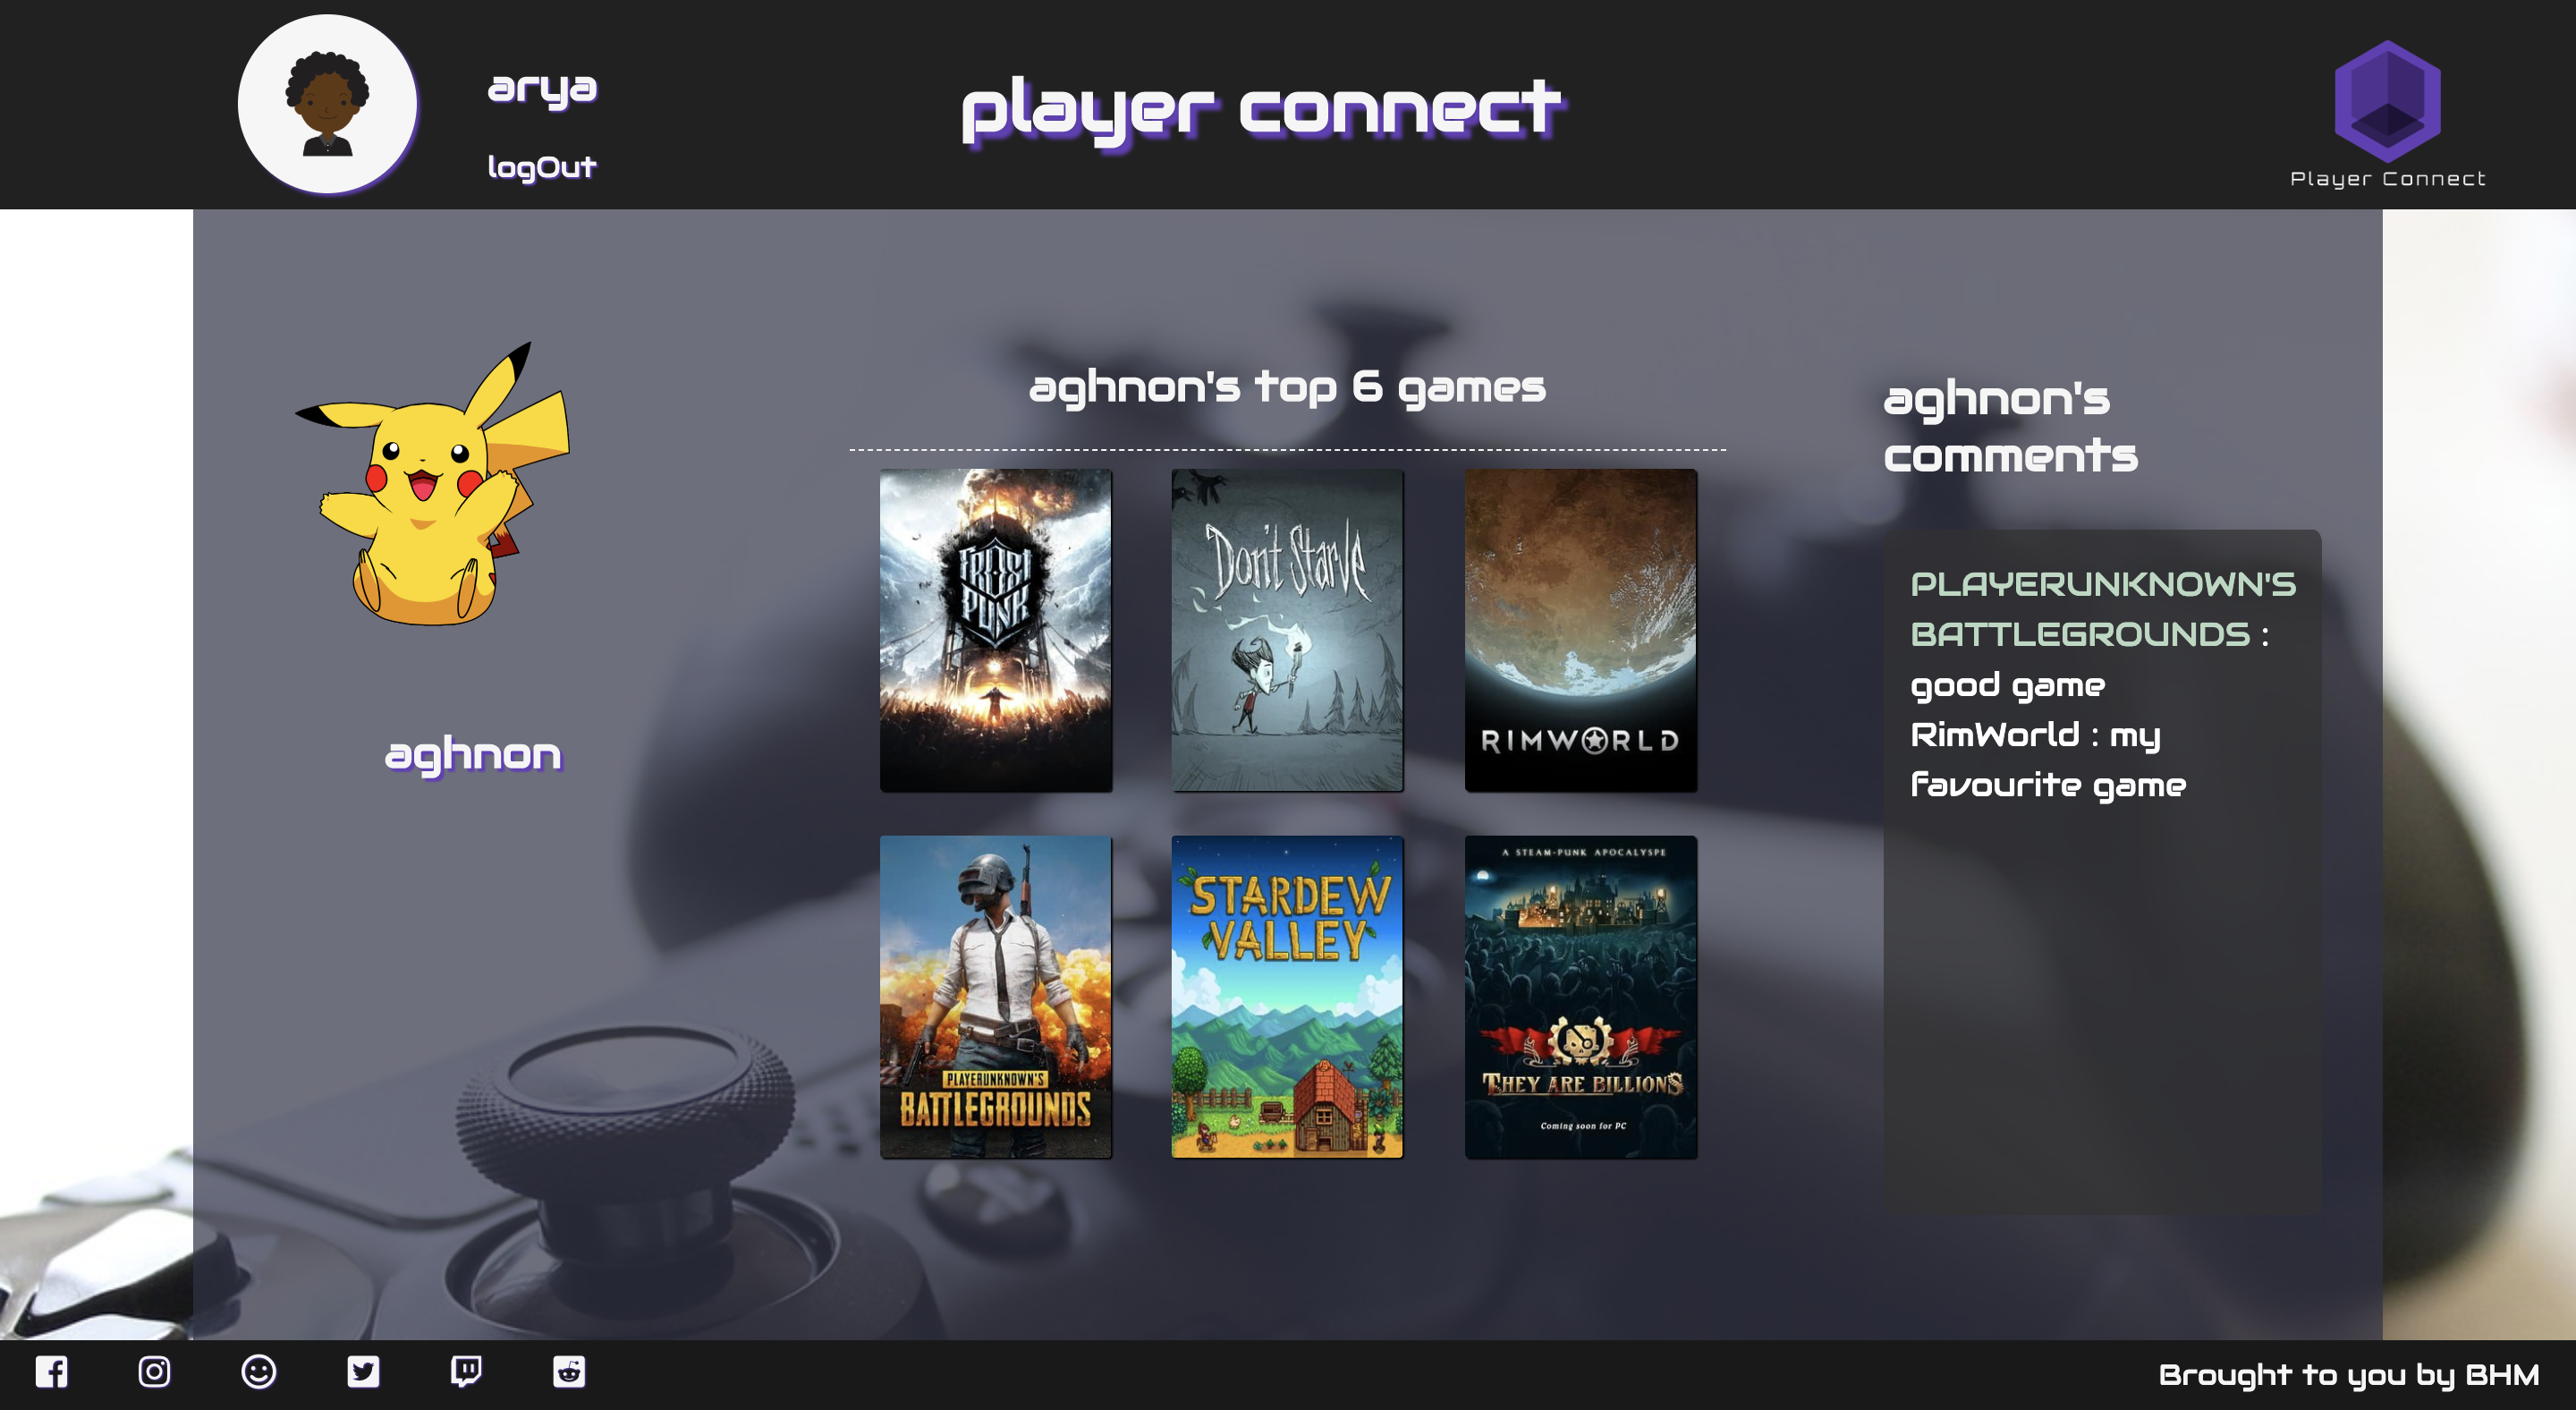 arya
logOut
player connect
Player Connect
aghnon
aghnon's top 6 games
FROST
PUNK
Don't Starve
RIMWORLD
PLAYERUNKNOWN'S
BATTLEGROUNDS
STARDEW
VALLEY
A STEAM-PUNK APOCALYPSE
THEY ARE BILLIONS
Coming soon for PC
aghnon's
comments
PLAYERUNKNOWN'S
BATTLEGROUNDS :
good game
RimWorld : my
favourite game
Brought to you by BHM